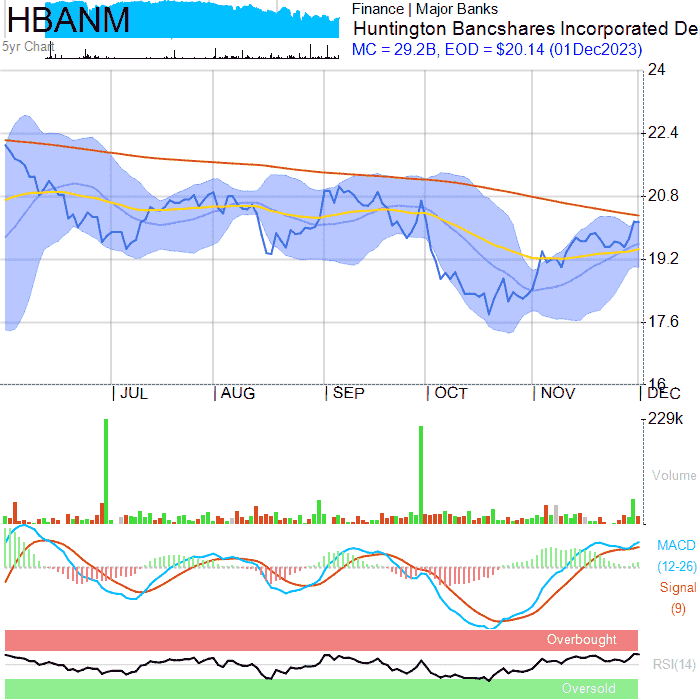 HBANM
Finance | Major Banks
Huntington Bancshares Incorporated De
5yr Chart
MC = 29.2B, EOD = $20.14 (01Dec2023)
24
22.4
20.8
19.2
17.6
16
JUL
AUG
SEP
OCT
NOV
DEC
229k
Volume
MACD
(12-26)
Signal
(9)
Overbought
RSI(14)
Oversold